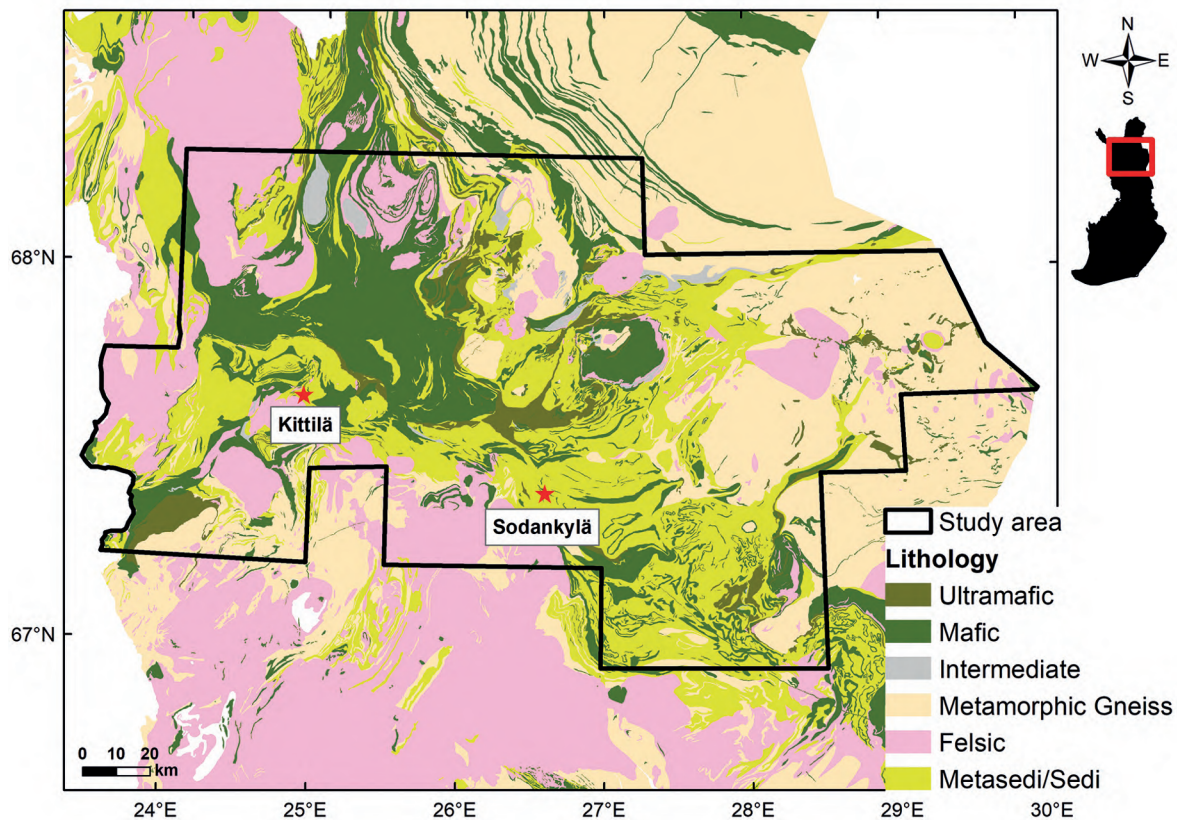 N
W E
S
68°N
Kittilä
Sodankylä
67°N
Study area
Lithology
Ultramafic
Mafic
Intermediate
Metamorphic Gneiss
Felsic
Metasedi/Sedi
0 10 20
km
24°E 25°E 26°E 27°E 28°E 29°E 30°E